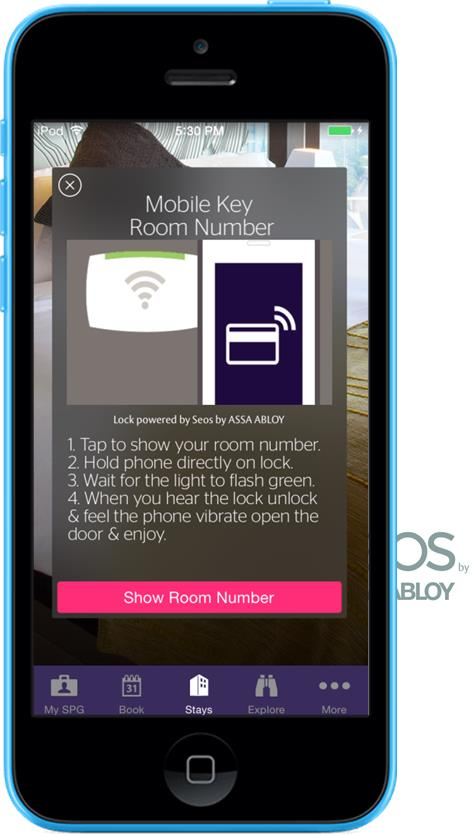 iPod 5:30 PM
Mobile Key
Room Number
Lock powered by Seos by ASSA ABLOY
1. Tap to show your room number.
2. Hold phone directly on lock.
3. Wait for the light to flash green.
4. When you hear the lock unlock
& feel the phone vibrate open the
door & enjoy.
Show Room Number
31
My SPG Book Stays Explore More
OS by
ABLOY